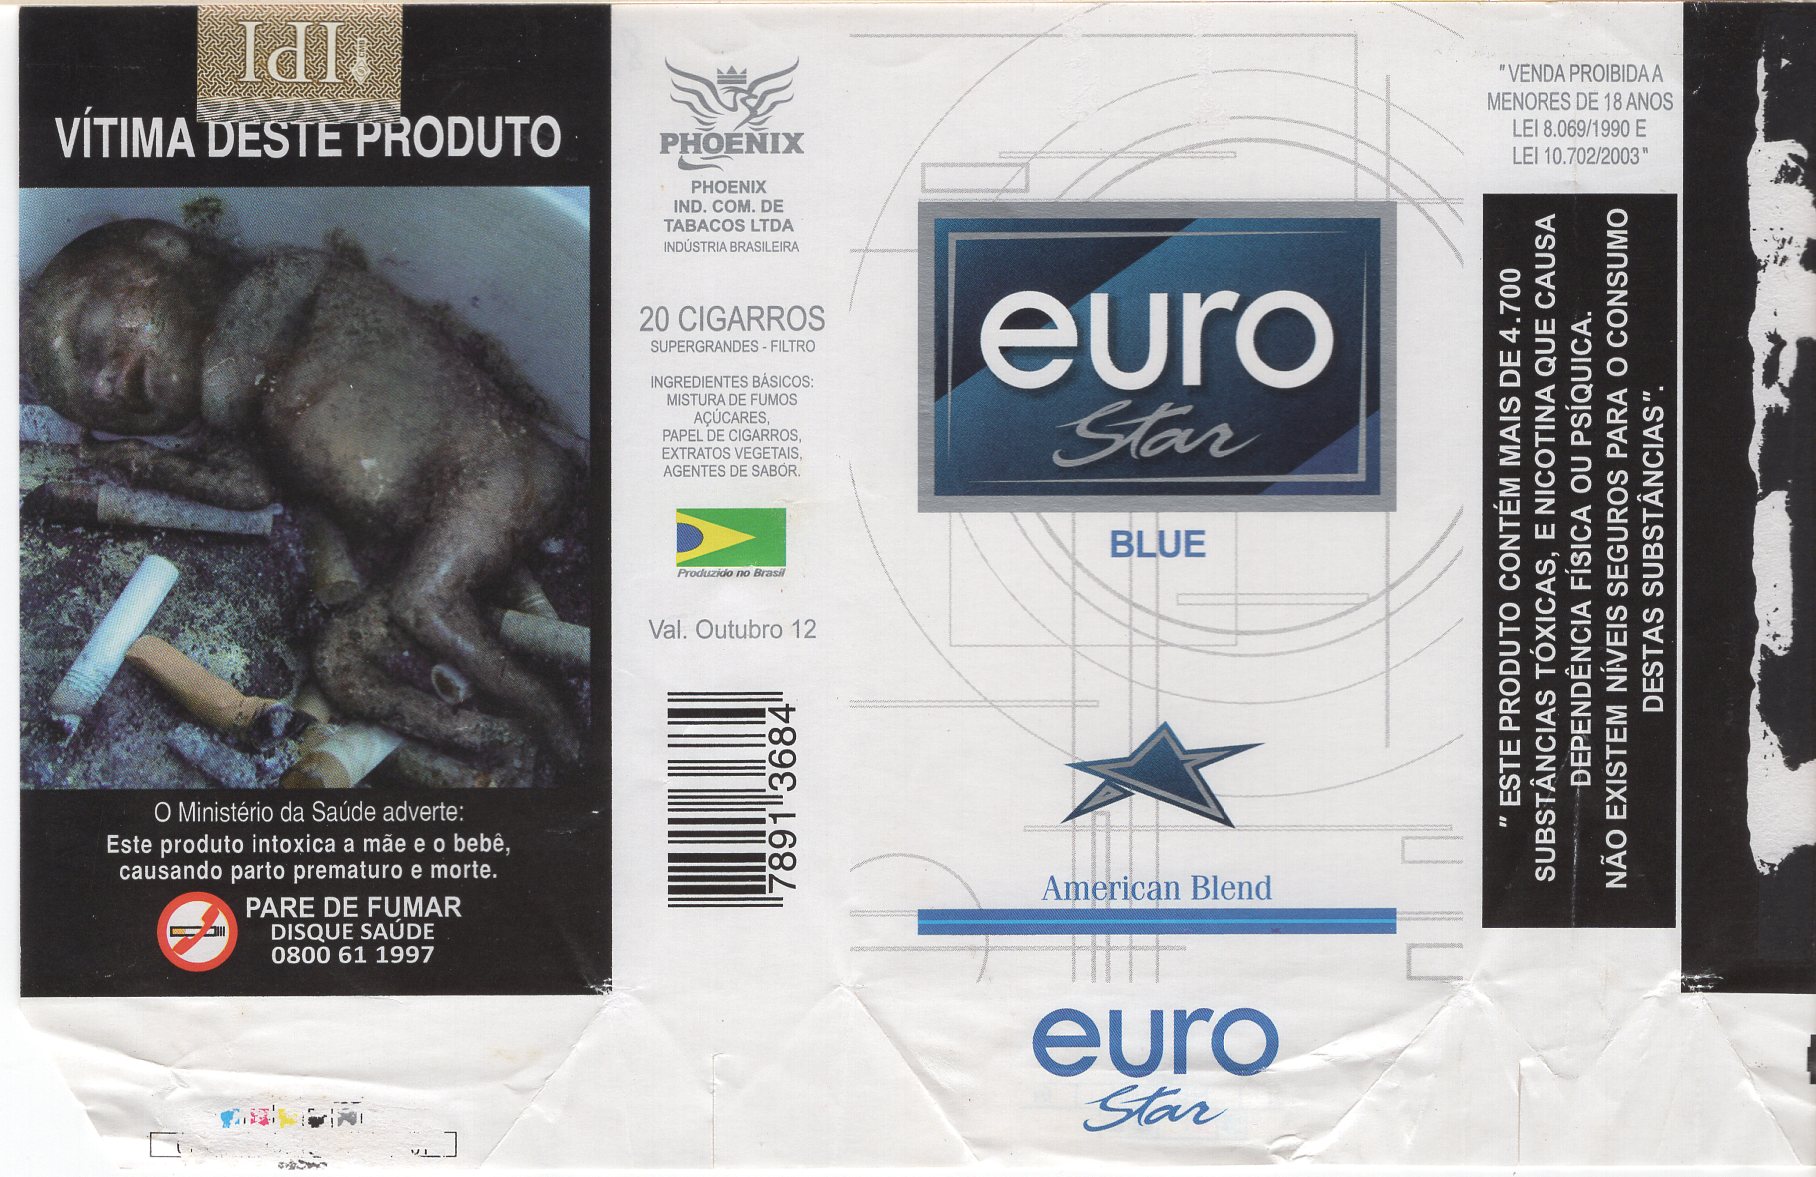 IPI
VÍTIMA DESTE PRODUTO
O Ministério da Saúde adverte:
Este produto intoxica a mãe e o bebê,
causando parto prematuro e morte.
PARE DE FUMAR
DISQUE SAÚDE
0800 61 1997
PHOENIX
PHOENIX
IND. COM. DE
TABACOS LTDA
INDÚSTRIA BRASILEIRA
20 CIGARROS
SUPERGRANDES - FILTRO
INGREDIENTES BÁSICOS:
MISTURA DE FUMOS
AÇÚCARES,
PAPEL DE CIGARROS,
EXTRATOS VEGETAIS,
AGENTES DE SABOR.
Produzido no Brasil
Val. Outubro 12
78913684
euro
Star
BLUE
American Blend
euro
Star
"VENDA PROIBIDA A
MENORES DE 18 ANOS
LEI 8.069/1990 E
LEI 10.702/2003"
" ESTE PRODUTO CONTÉM MAIS DE 4.700
SUBSTÂNCIAS TÓXICAS, E NICOTINA QUE CAUSA
DEPENDÊNCIA FÍSICA OU PSÍQUICA.
NÃO EXISTEM NÍVEIS SEGUROS PARA O CONSUMO
DESTAS SUBSTÂNCIAS".